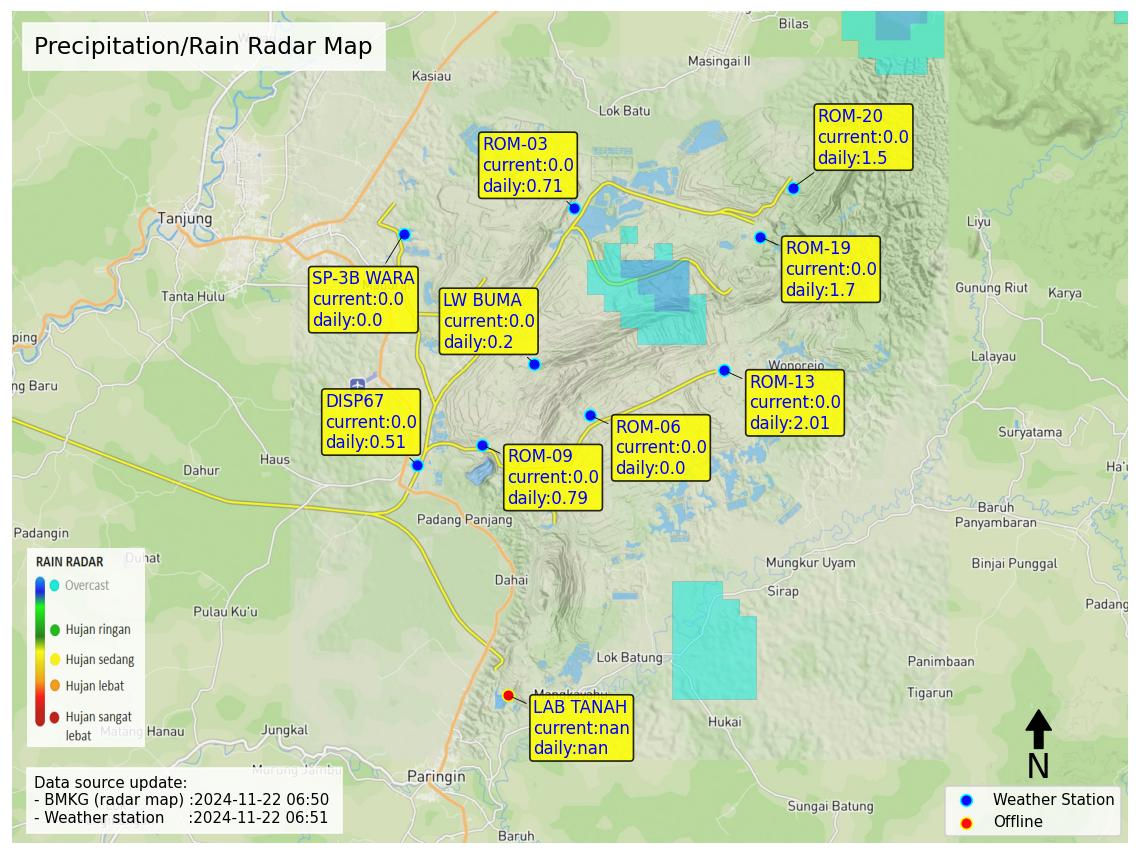 Precipitation/Rain Radar Map
Bilas
Masingai II
Kasiau
Lok Batu
ROM-20
current:0.0
daily:1.5
ROM-03
current:0.0
daily:0.71
Tanjung
Liyu
ROM-19
current:0.0
daily:1.7
SP-3B WARA
current:0.0
daily:0.0
Tanta Hulu
LW BUMA
current:0.0
daily:0.2
Gunung Riut
Karya
ping
Lalayau
Wonorejo
ng Baru
ROM-13
current:0.0
daily:2.01
DISP67
current:0.0
daily:0.51
ROM-06
current:0.0
daily:0.0
Suryatama
Haus
Dahur
ROM-09
current:0.0
daily:0.79
Ha'u
Baruh
Panyambaran
Padang Panjang
Padangin
Duhat
Mungkur Uyam
Binjai Punggal
RAIN RADAR
Overcast
Hujan ringan
Hujan sedang
Hujan lebat
Hujan sangat
lebat
Dahai
Sirap
Padang
Pulau Ku'u
Lok Batung
Panimbaan
Tigarun
Mangkayahu
LAB TANAH
current:nan
daily:nan
Hukai
Matang Hanau
Jungkal
Murung Jambu
Paringin
Sungai Batung
Baruh
Data source update:
- BMKG (radar map) :2024-11-22 06:50
- Weather station :2024-11-22 06:51
N
Weather Station
Offline